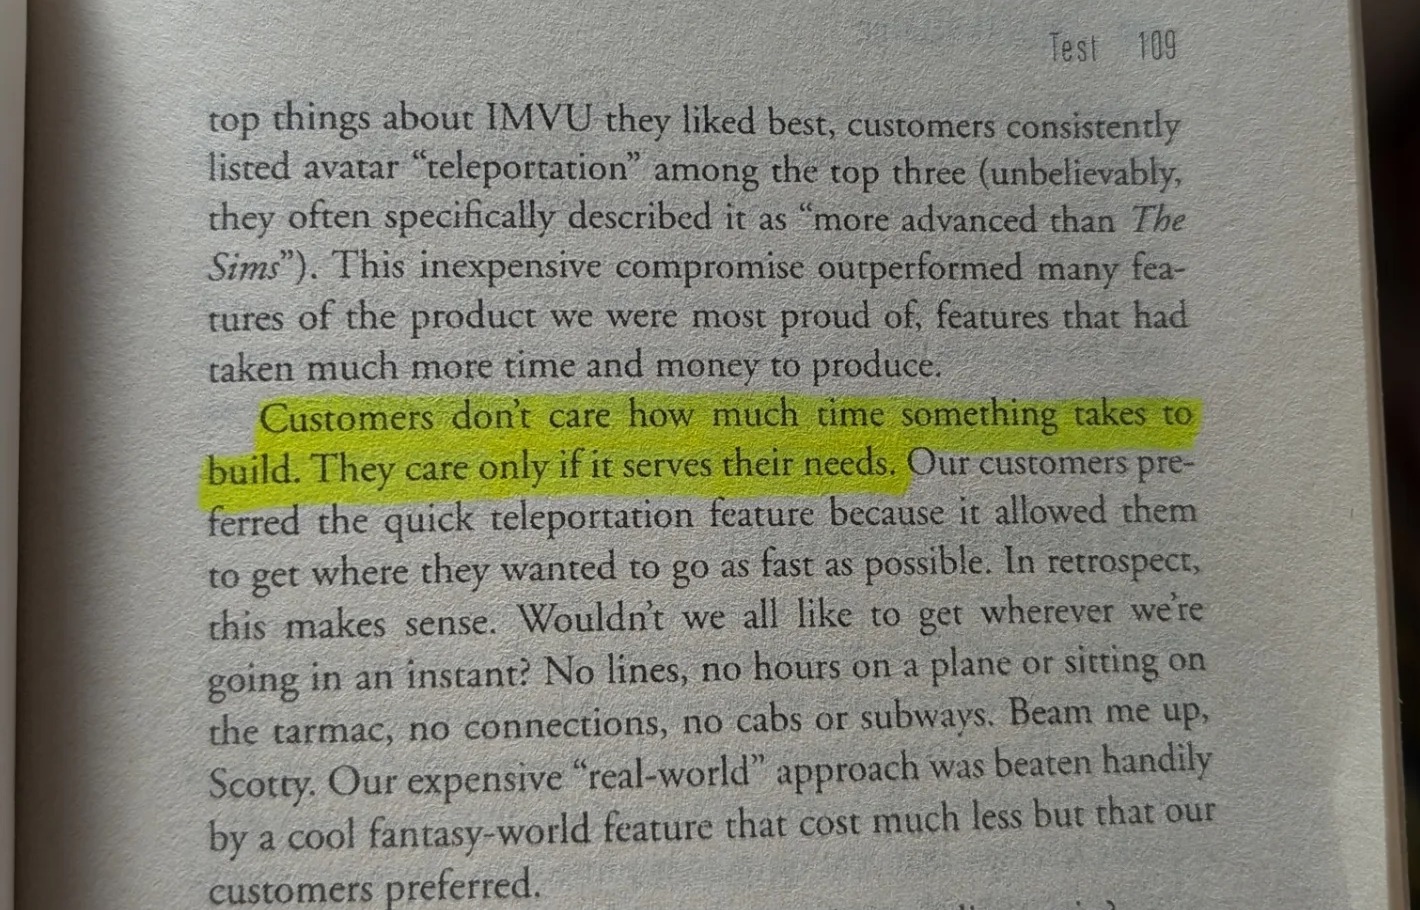 Test 109
top things about IMVU they liked best, customers consistently
listed avatar “teleportation” among the top three (unbelievably,
they often specifically described it as “more advanced than The
Sims”). This inexpensive compromise outperformed many fea-
tures of the product we were most proud of, features that had
taken much more time and money to produce.
Customers don’t care how much time something takes to
build. They care only if it serves their needs. Our customers pre-
ferred the quick teleportation feature because it allowed them
to get where they wanted to go as fast as possible. In retrospect,
this makes sense. Wouldn’t we all like to get wherever we’re
going in an instant? No lines, no hours on a plane or sitting on
the tarmac, no connections, no cabs or subways. Beam me up,
Scotty. Our expensive “real-world” approach was beaten handily
by a cool fantasy-world feature that cost much less but that our
customers preferred.